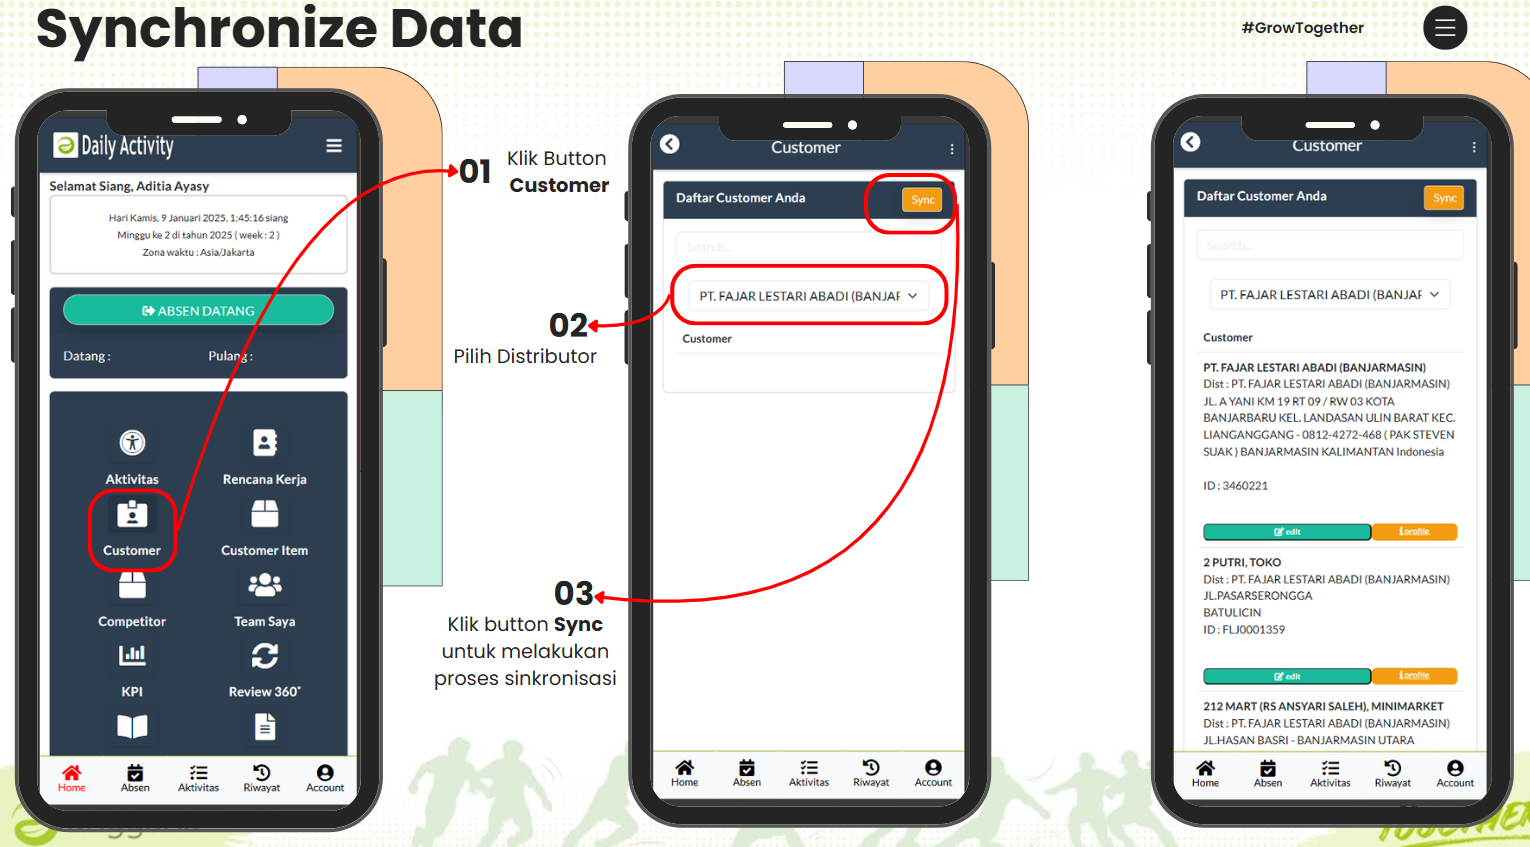 Synchronize Data
#GrowTogether
Daily Activity
Selamat Siang, Aditia Ayasy
Hari Kamis, 9 Januari 2025, 1:45:16 siang
Minggu ke 2 di tahun 2025 ( week : 2 )
Zona waktu : Asia/Jakarta
ABSEN DATANG
Datang :
Pulang :
Aktivitas
Rencana Kerja
Customer
Customer Item
Competitor
Team Saya
KPI
Review 360°
Home
Absen
Aktivitas
Riwayat
Account
01
Klik Button
Customer
02
Pilih Distributor
03
Klik button Sync
untuk melakukan
proses sinkronisasi
Customer
Daftar Customer Anda
Sync
Search...
PT. FAJAR LESTARI ABADI (BANJAR
Customer
Home
Absen
Aktivitas
Riwayat
Account
Customer
Daftar Customer Anda
Sync
Search...
PT. FAJAR LESTARI ABADI (BANJAR
Customer
PT. FAJAR LESTARI ABADI (BANJARMASIN)
Dist : PT. FAJAR LESTARI ABADI (BANJARMASIN)
JL. A YANI KM 19 RT 09 / RW 03 KOTA
BANJARBARU KEL. LANDASAN ULIN BARAT KEC.
LIANGANGGANG - 0812-4272-468 ( PAK STEVEN
SUAK ) BANJARMASIN KALIMANTAN Indonesia
ID : 3460221
edit
profile
2 PUTRI, TOKO
Dist : PT. FAJAR LESTARI ABADI (BANJARMASIN)
JL.PASARSERONGGA
BATULICIN
ID : FLJ0001359
edit
profile
212 MART (RS ANSYARI SALEH), MINIMARKET
Dist : PT. FAJAR LESTARI ABADI (BANJARMASIN)
JL.HASAN BASRI - BANJARMASIN UTARA
Home
Absen
Aktivitas
Riwayat
Account